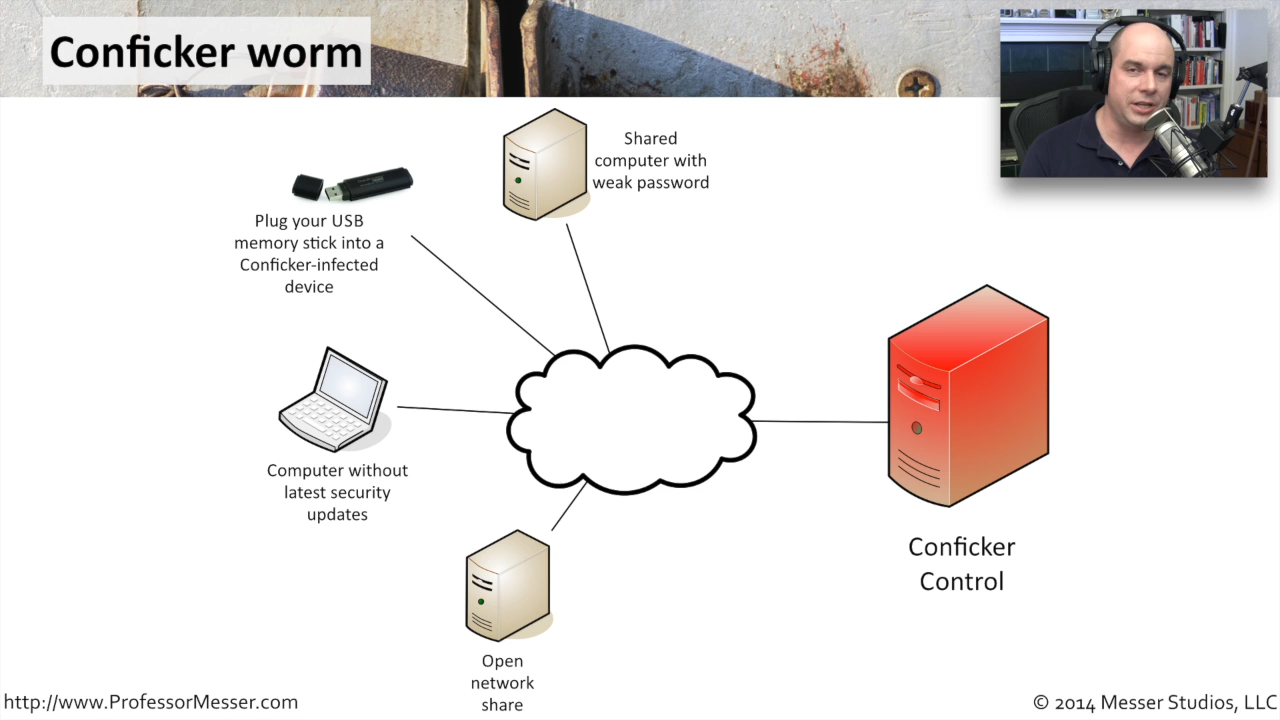 Conficker worm
Shared
computer with
weak password
Plug your USB
memory stick into a
Conficker-infected
device
Computer without
latest security
updates
Conficker
Control
Open
network
share
http://www.ProfessorMesser.com
© 2014 Messer Studios, LLC